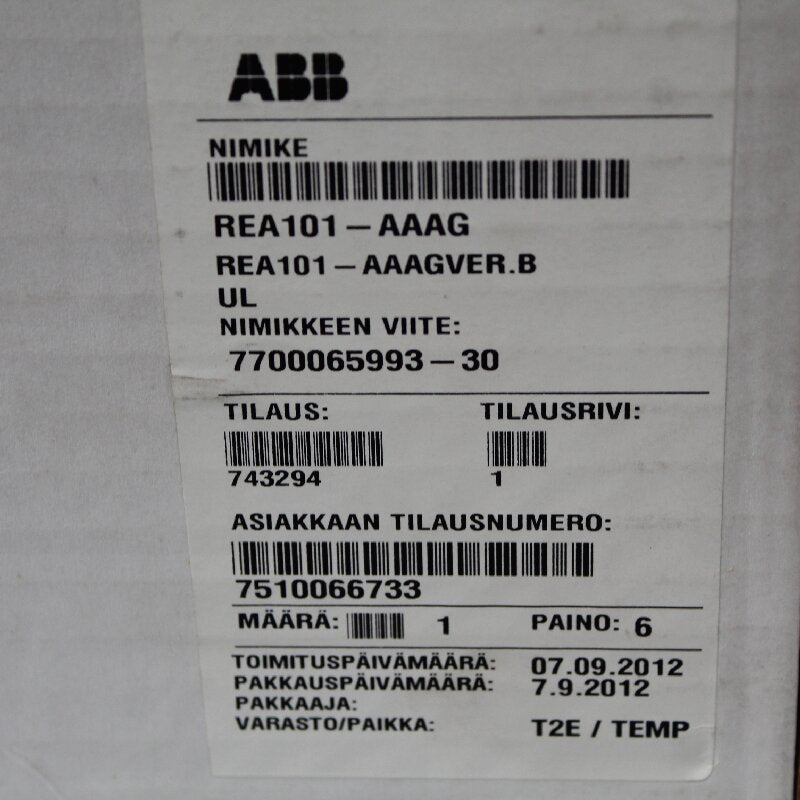 ABB
NIMIKE
REA101-AAAG
REA101-AAAGVER.B
UL
NIMIKKEEN VIITE:
7700065993-30
TILAUS: TILAUSRIVI:
743294 1
ASIAKKAAN TILAUSNUMERO:
7510066733
MÄÄRÄ: 1 PAINO: 6
TOIMITUSPÄIVÄMÄÄRÄ: 07.09.2012
PAKKAUSPÄIVÄMÄÄRÄ: 7.9.2012
PAKKAAJA:
VARASTO/PAIKKA: T2E / TEMP